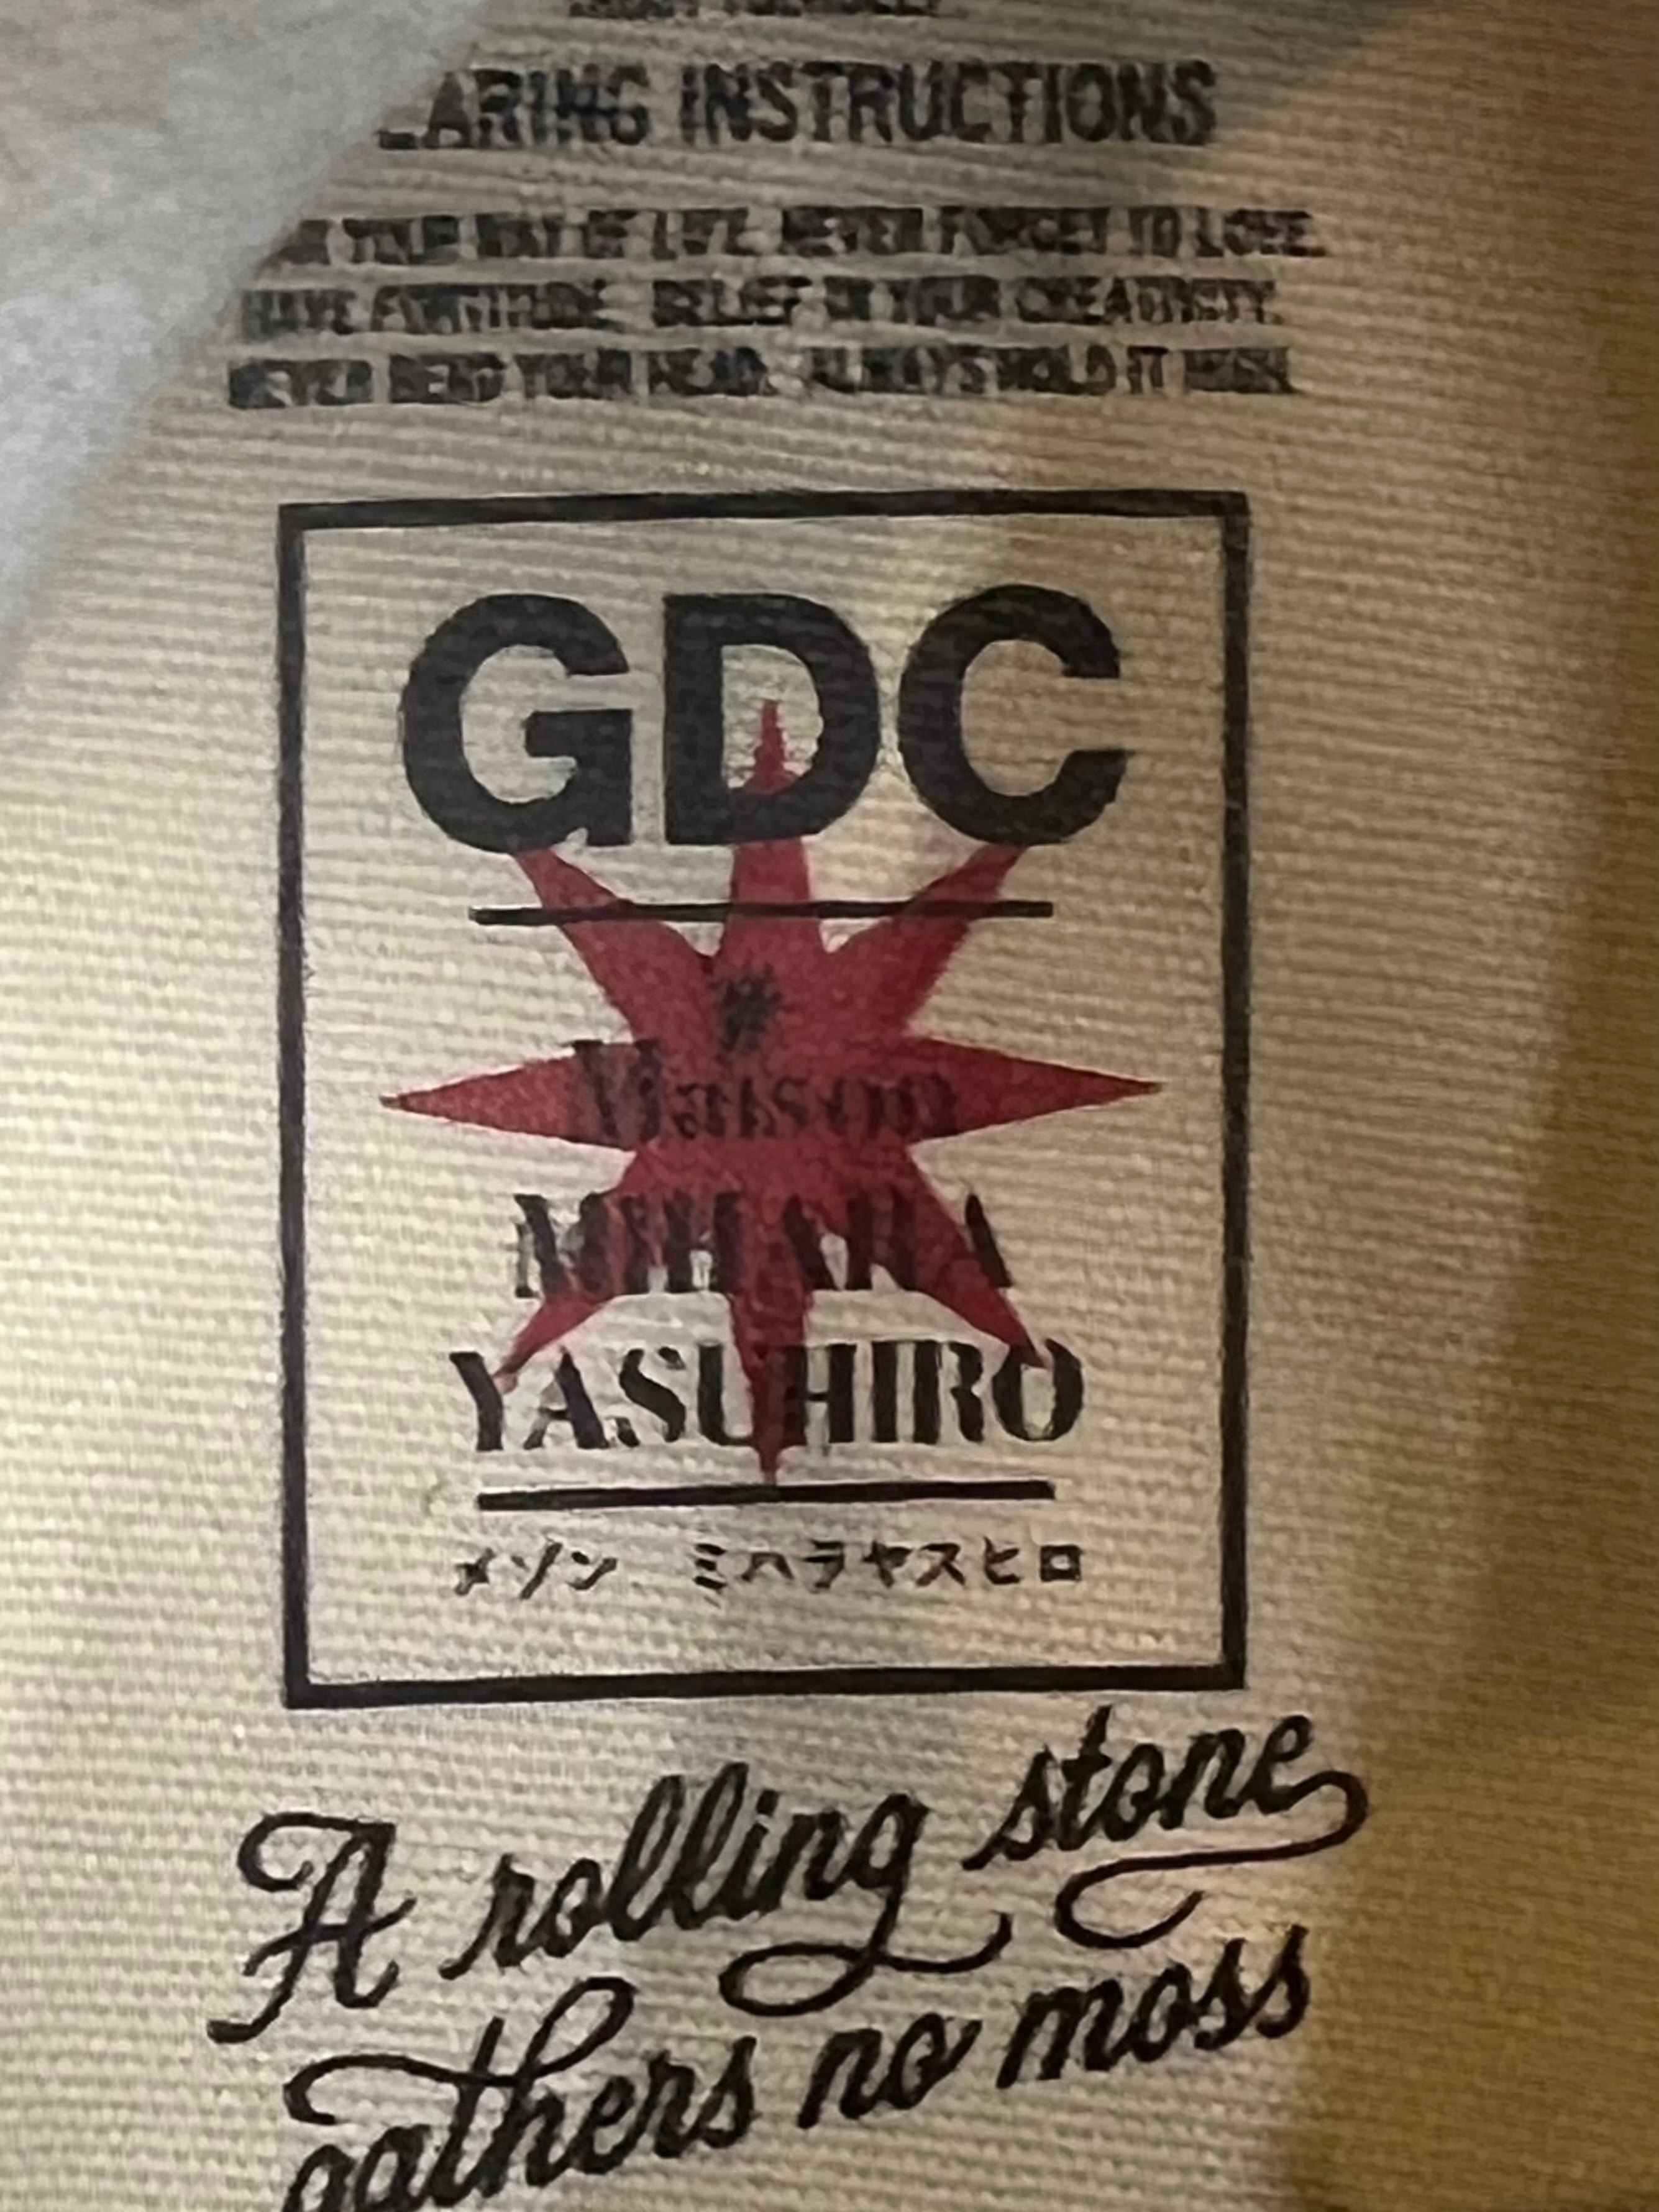 INSTRUCTIONS
YOUR WAY OF LIFE. NEVER FORGET TO LOVE.
HAVE FORTITUDE. BELIEF IN YOUR CREATIVITY.
NEVER BEND YOUR HEAD. ALWAYS HOLD IT HIGH.
GDC
Maison
MIHARA
YASUHIRO
メゾン ミハラヤスヒロ
A rolling stone
gathers no moss